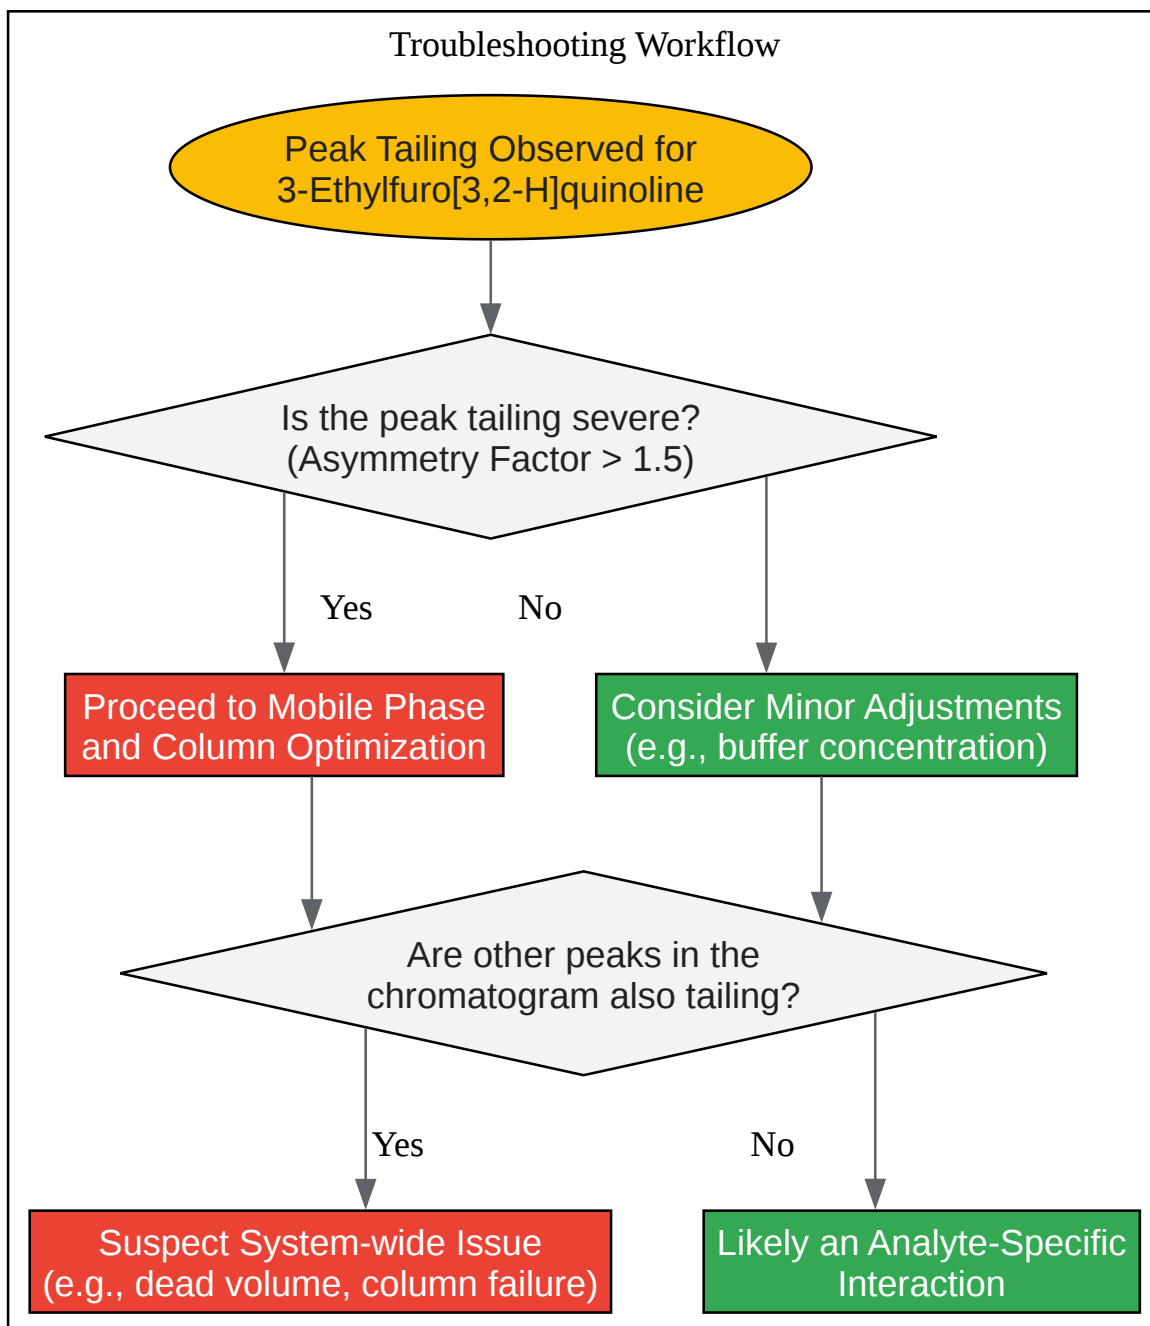 Troubleshooting Workflow
Peak Tailing Observed for
3-Ethylfuro[3,2-H]quinoline
Is the peak tailing severe?
(Asymmetry Factor > 1.5)
Yes
No
Proceed to Mobile Phase
and Column Optimization
Consider Minor Adjustments
(e.g., buffer concentration)
Are other peaks in the
chromatogram also tailing?
Yes
No
Suspect System-wide Issue
(e.g., dead volume, column failure)
Likely an Analyte-Specific
Interaction